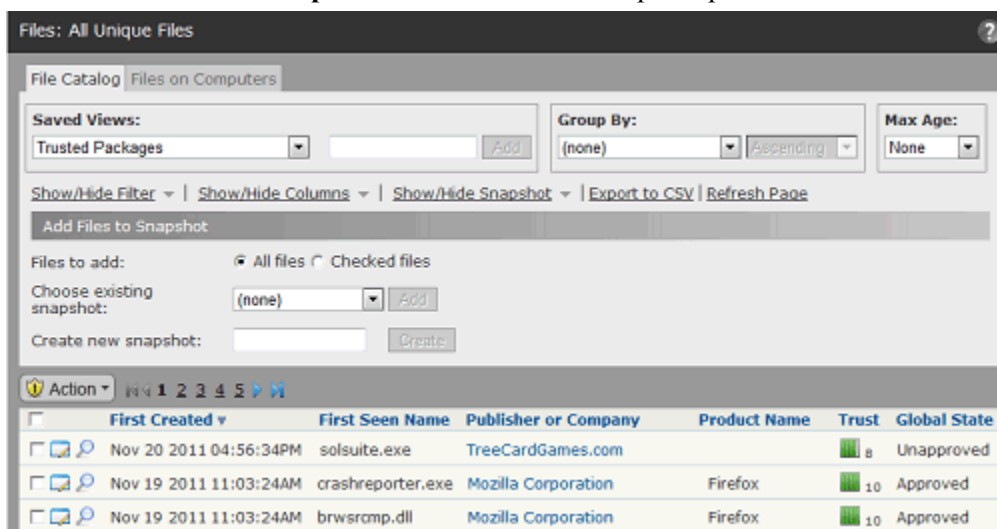 Files: All Unique Files
?
File Catalog Files on Computers
Saved Views: Group By: Max Age:
Trusted Packages Add (none) Ascending None
Show/Hide Filter | Show/Hide Columns | Show/Hide Snapshot | Export to CSV | Refresh Page
Add Files to Snapshot
Files to add: All files Checked files
Choose existing
snapshot: (none) Add
Create new snapshot: Create
Action 1 2 3 4 5
First Created First Seen Name Publisher or Company Product Name Trust Global State
Nov 20 2011 04:56:34PM solsuite.exe TreeCardGames.com 8 Unapproved
Nov 19 2011 11:03:24AM crashreporter.exe Mozilla Corporation Firefox 10 Approved
Nov 19 2011 11:03:24AM brwsrcmp.dll Mozilla Corporation Firefox 10 Approved